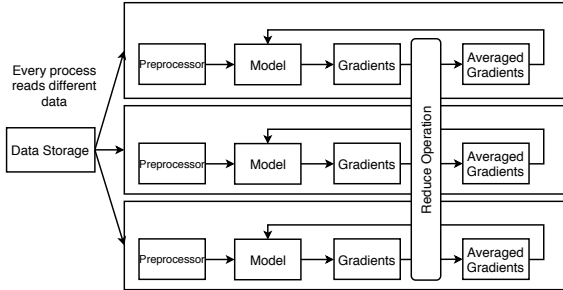 Every process
reads different
data
Data Storage
Preprocessor
Model
Gradients
Averaged
Gradients
Preprocessor
Model
Gradients
Averaged
Gradients
Preprocessor
Model
Gradients
Averaged
Gradients
Reduce Operation